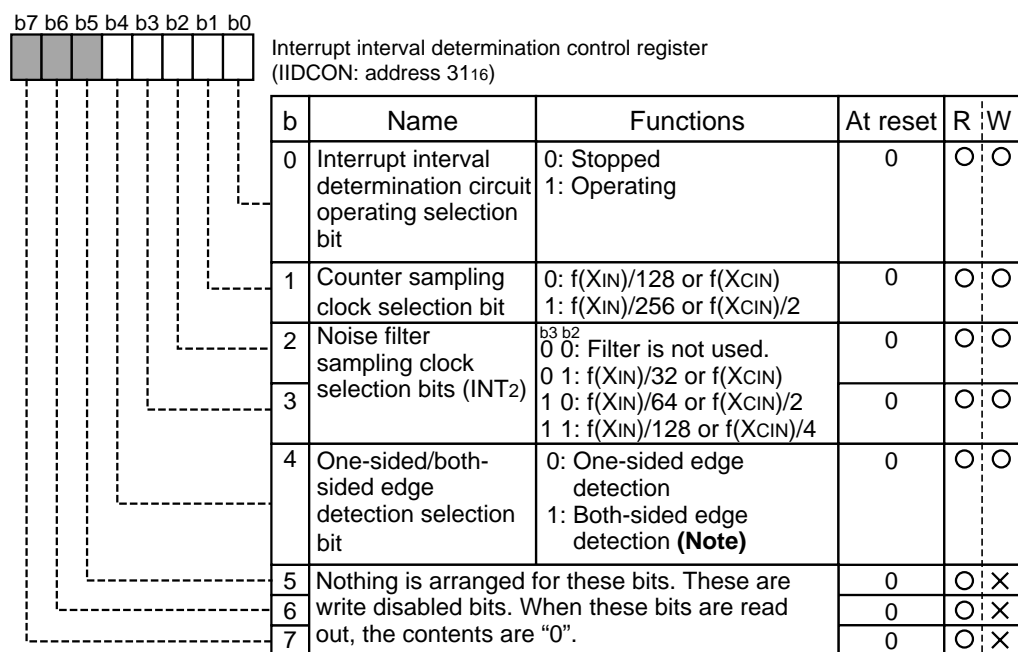 b7 b6 b5 b4 b3 b2 b1 b0
Interrupt interval determination control register
(IIDCON: address 3116)
b Name Functions At reset R W
0 Interrupt interval determination circuit operating selection bit 0: Stopped 0 O O
1: Operating
1 Counter sampling clock selection bit 0: f(XIN)/128 or f(XCIN) 0 O O
1: f(XIN)/256 or f(XCIN)/2
2 Noise filter sampling clock selection bits (INT2) b3 b2 0 O O
0 0: Filter is not used.
0 1: f(XIN)/32 or f(XCIN)
3 1 0: f(XIN)/64 or f(XCIN)/2 0 O O
1 1: f(XIN)/128 or f(XCIN)/4
4 One-sided/both-sided edge detection selection bit 0: One-sided edge detection 0 O O
1: Both-sided edge detection (Note)
5 Nothing is arranged for these bits. These are 0 O ×
6 write disabled bits. When these bits are read 0 O ×
7 out, the contents are “0”. 0 O ×